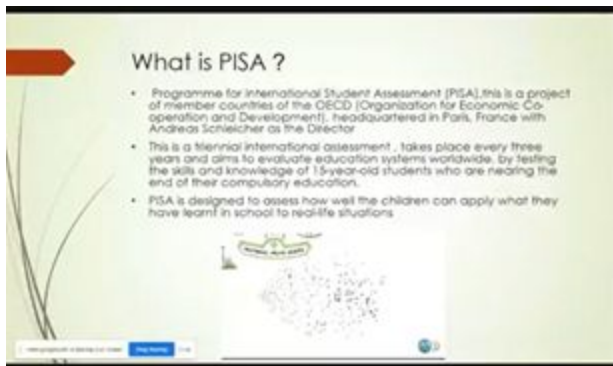 What is PISA ?
• Programme for International Student Assessment (PISA),this is a project
of member countries of the OECD (Organization for Economic Co-
operation and Development), headquartered in Paris, France with
Andreas Schleicher as the Director
• This is a triennial international assessment , takes place every three
years and aims to evaluate education systems worldwide, by testing
the skills and knowledge of 15-year-old students who are nearing the
end of their compulsory education.
• PISA is designed to assess how well the children can apply what they
have learnt in school to real-life situations
Stop sharing